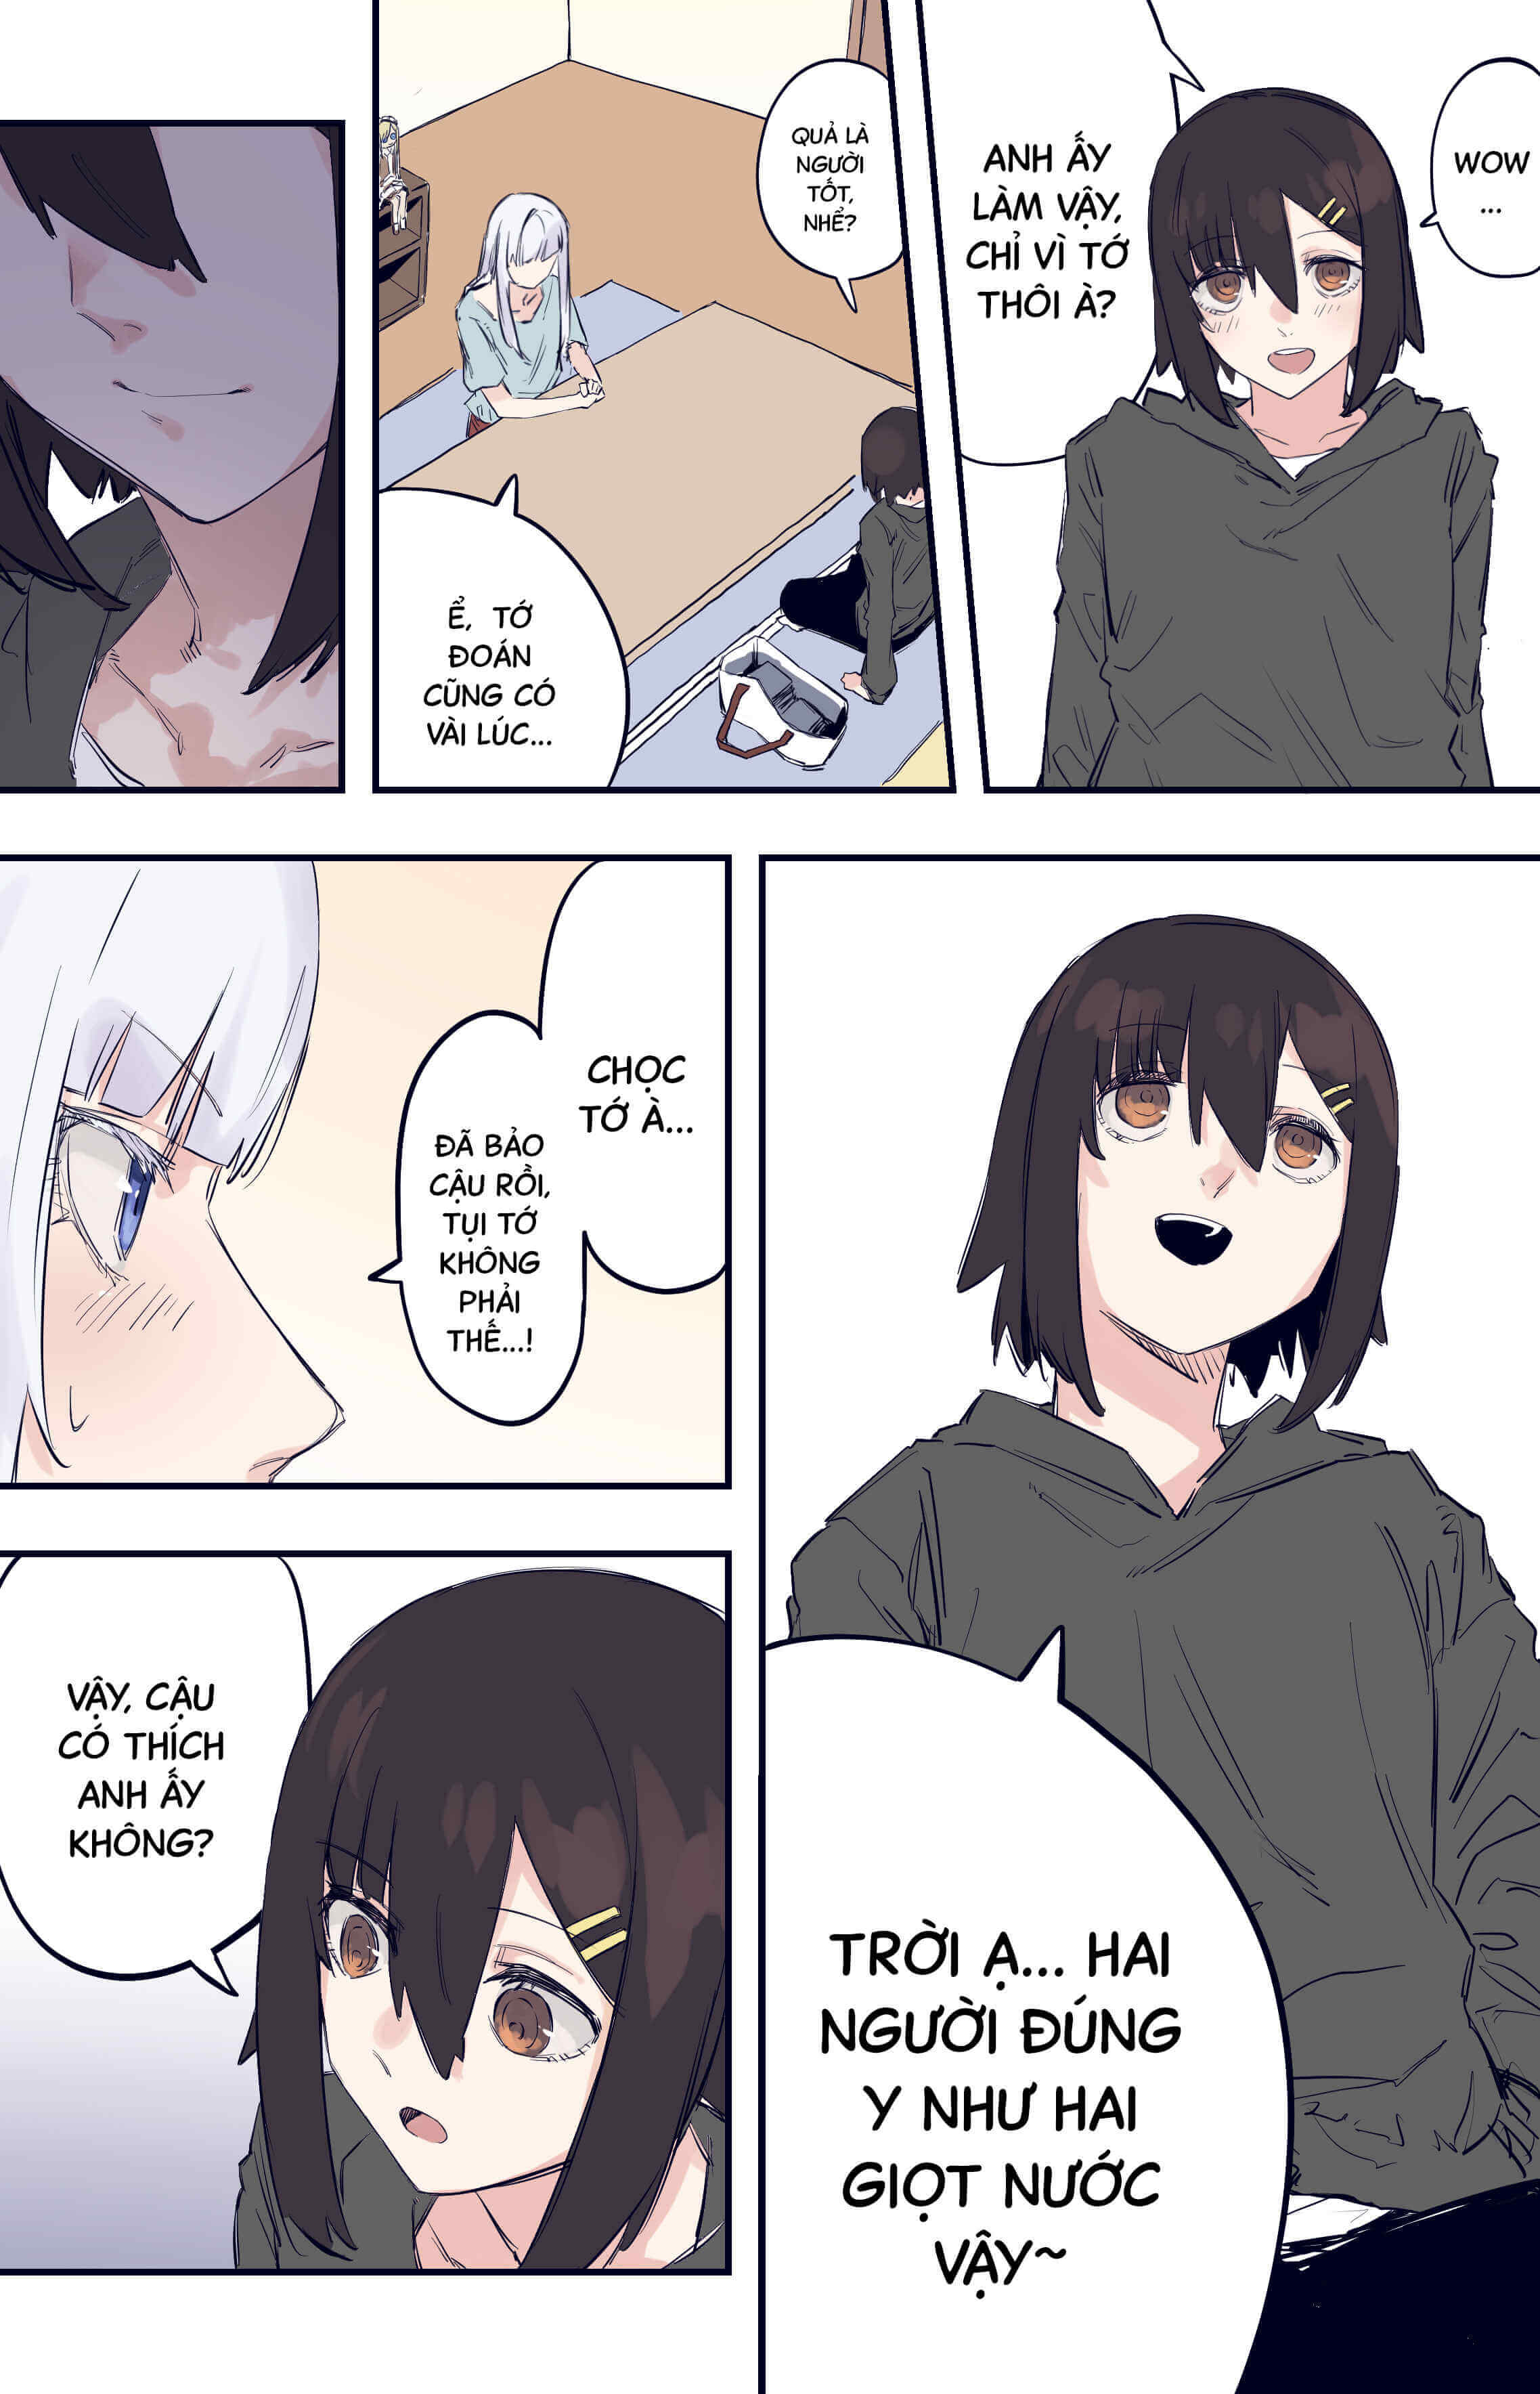 WOW
...
ANH ẤY
LÀM VẬY,
CHỈ VÌ TỚ
THÔI À?
QUẢ LÀ
NGƯỜI
TỐT,
NHỂ?
Ể, TỚ
ĐOÁN
CŨNG CÓ
VÀI LÚC...
TRỜI Ạ... HAI
NGƯỜI ĐÚNG
Y NHƯ HAI
GIỌT NƯỚC
VẬY~
CHỌC
TỚ À...
ĐÃ BẢO
CẬU RỒI,
TỤI TỚ
KHÔNG
PHẢI
THẾ...!
VẬY, CẬU
CÓ THÍCH
ANH ẤY
KHÔNG?